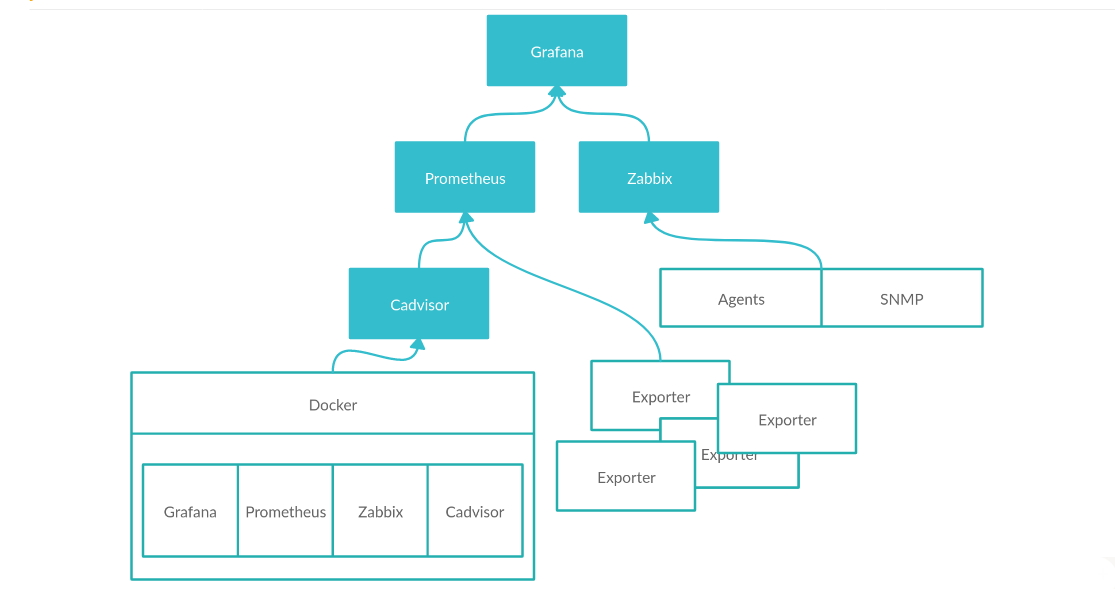 Grafana
Prometheus
Zabbix
Cadvisor
Agents
SNMP
Docker
Exporter
Exporter
Exporter
Exporter
Grafana
Prometheus
Zabbix
Cadvisor